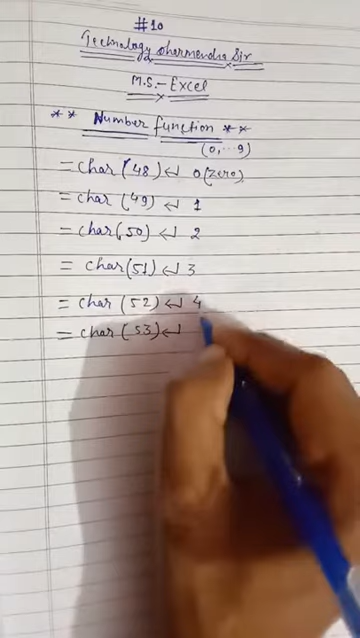 #10
Technology Dharmendra Sir
M.S.-Excel
** Number function **
(0,...9)
= char (48) ↵ 0(zero)
= char (49) ↵ 1
= char(50) ↵ 2
= char(51) ↵ 3
= char (52) ↵ 4
= char (53) ↵